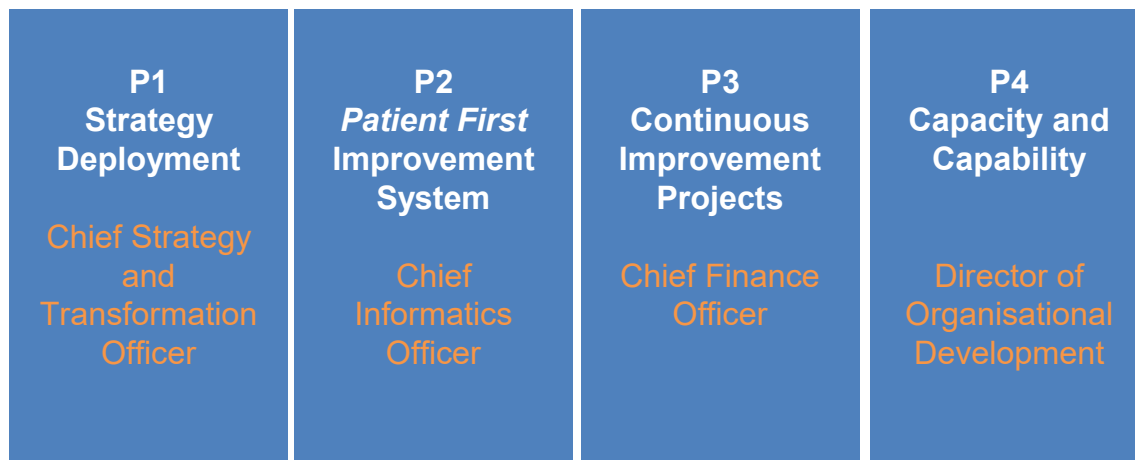 P1
Strategy
Deployment
Chief Strategy
and
Transformation
Officer
P2
Patient First
Improvement
System
Chief
Informatics
Officer
P3
Continuous
Improvement
Projects
Chief Finance
Officer
P4
Capacity and
Capability
Director of
Organisational
Development